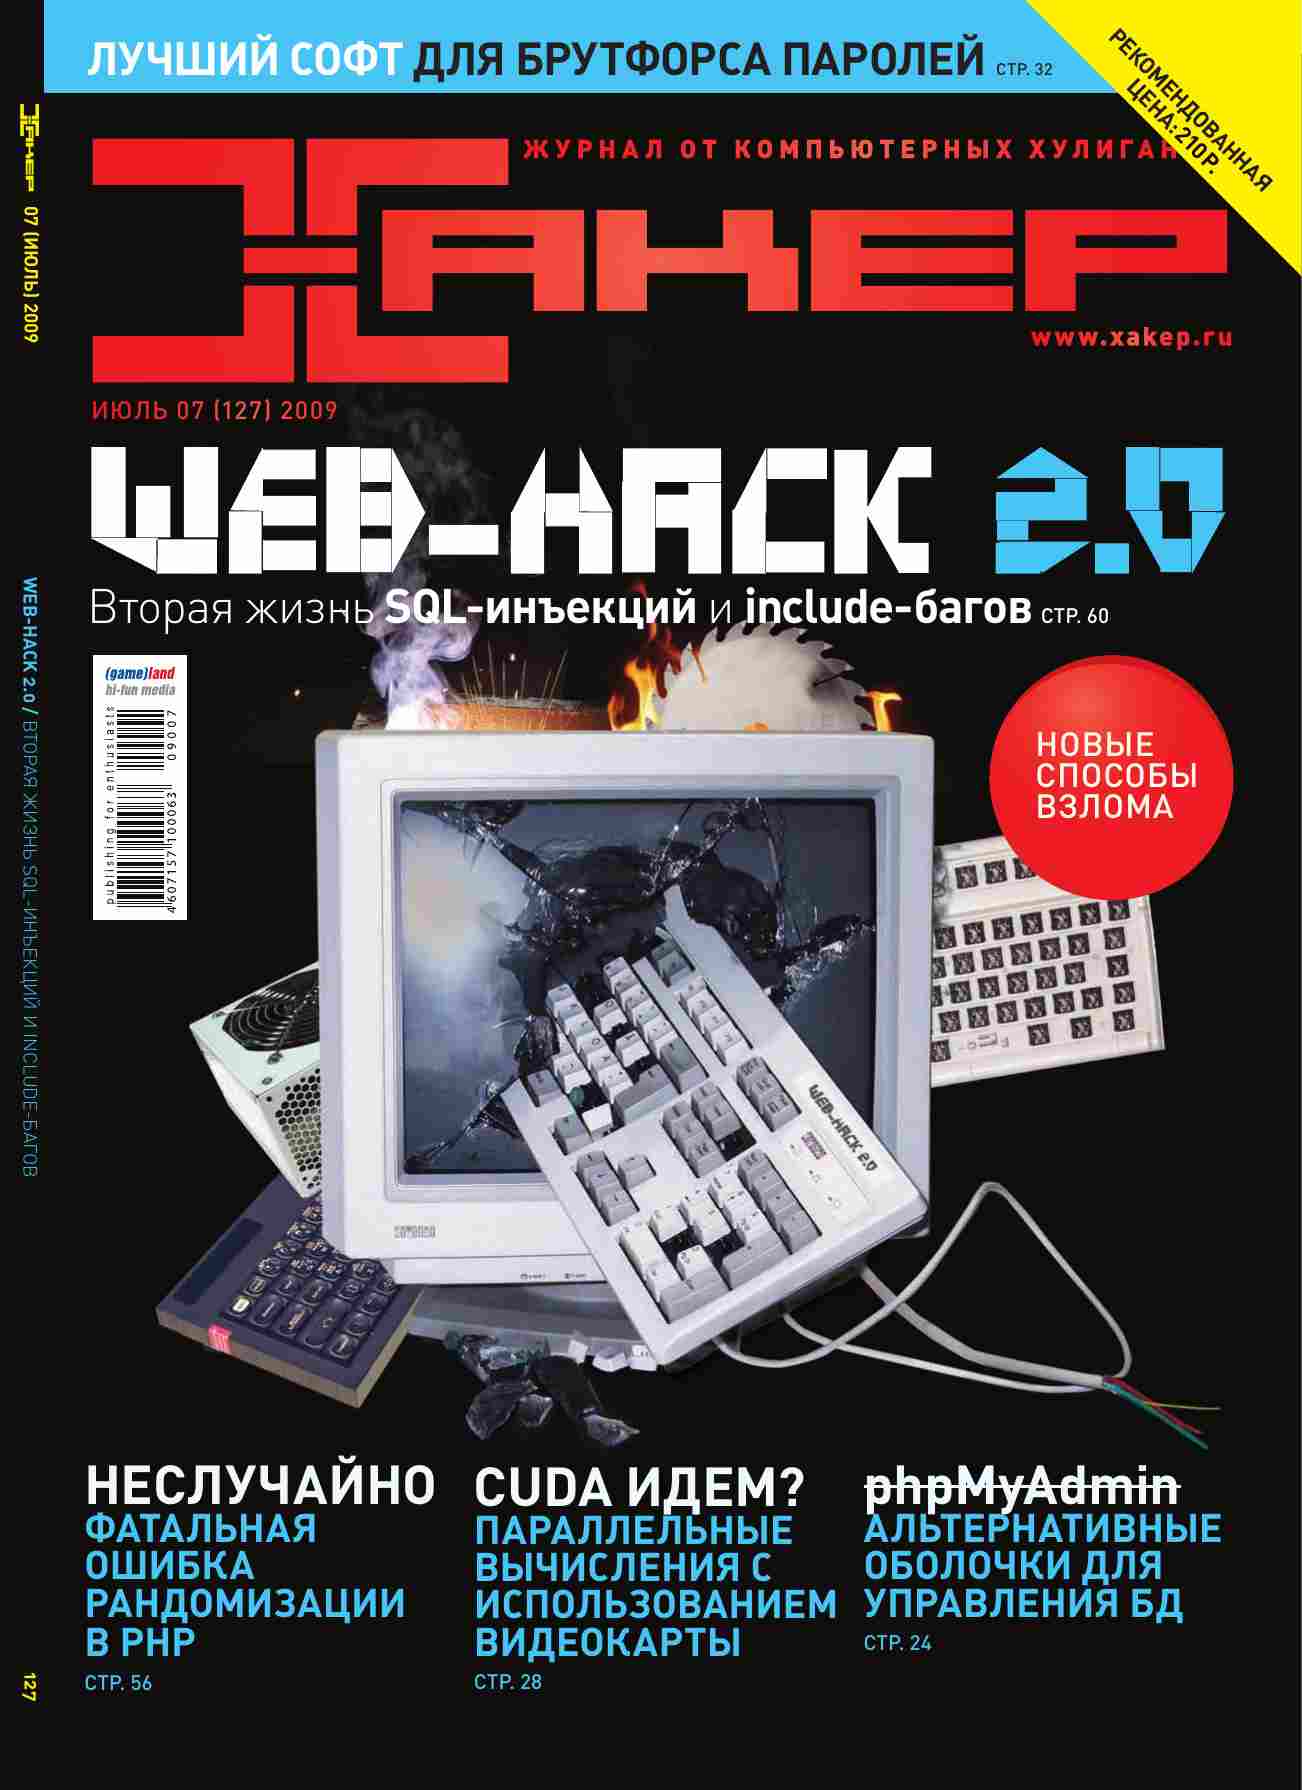 ЛУЧШИЙ СОФТ ДЛЯ БРУТФОРСА ПАРОЛЕЙ СТР. 32
РЕКОМЕНДОВАННАЯ
ЦЕНА: 210 Р.
ЖУРНАЛ ОТ КОМПЬЮТЕРНЫХ ХУЛИГАН
ХАКЕР
www.xakep.ru
ИЮЛЬ 07 (127) 2009
WEB-HACK 2.0
Вторая жизнь SQL-инъекций и include-багов СТР. 60
(game)land
hi-fun media
publishing for enthusiasts
09007
4607157100063
НОВЫЕ
СПОСОБЫ
ВЗЛОМА
WEB-HACK 2.0
НЕСЛУЧАЙНО
ФАТАЛЬНАЯ
ОШИБКА
РАНДОМИЗАЦИИ
В PHP
СТР. 56
CUDA ИДЕМ?
ПАРАЛЛЕЛЬНЫЕ
ВЫЧИСЛЕНИЯ С
ИСПОЛЬЗОВАНИЕМ
ВИДЕОКАРТЫ
СТР. 28
phpMyAdmin
АЛЬТЕРНАТИВНЫЕ
ОБОЛОЧКИ ДЛЯ
УПРАВЛЕНИЯ БД
СТР. 24
ХАКЕР 07 (ИЮЛЬ) 2009
WEB-HACK 2.0 / ВТОРАЯ ЖИЗНЬ SQL-ИНЪЕКЦИЙ И INCLUDE-БАГОВ
127